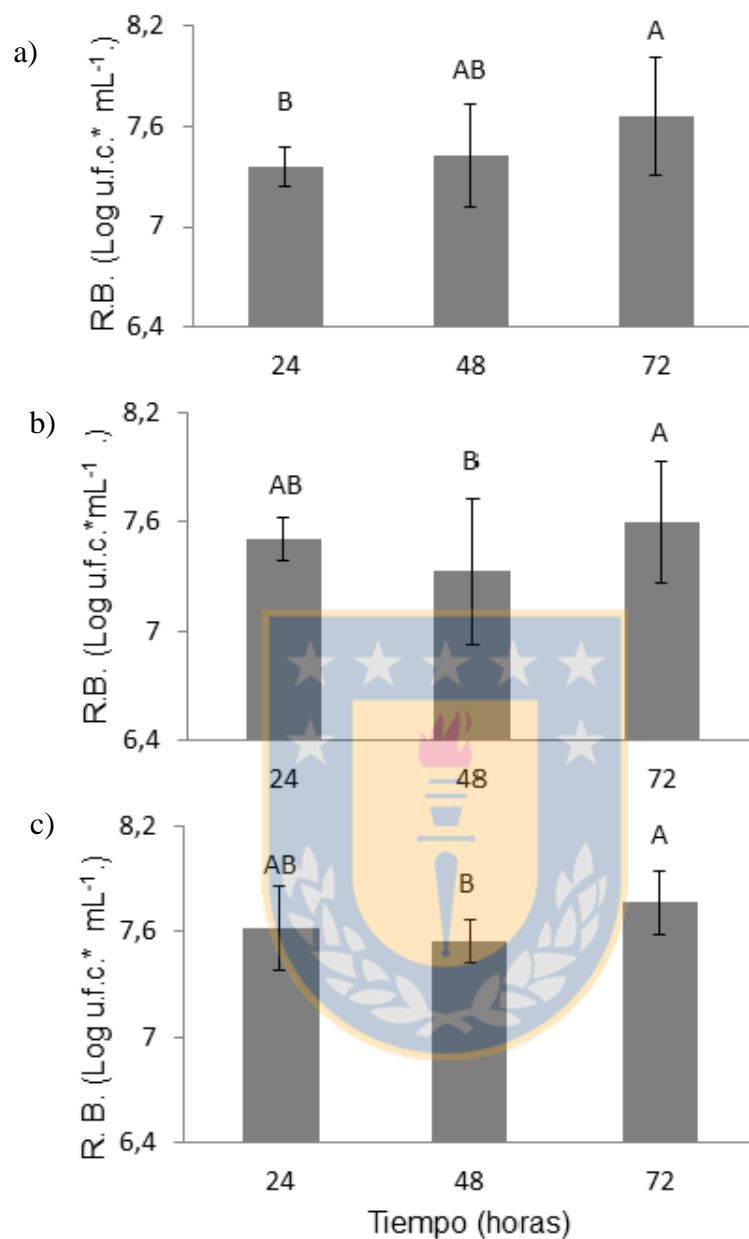 a)
R.B. (Log u.f.c.* mL-1 .)
8,2
7,6
7
6,4
B
AB
A
24 48 72
b)
R.B. (Log u.f.c.*mL-1 .)
8,2
7,6
7
6,4
AB
B
A
24 48 72
c)
R. B. (Log u.f.c.* mL-1.)
8,2
7,6
7
6,4
AB
B
A
24 48 72
Tiempo (horas)